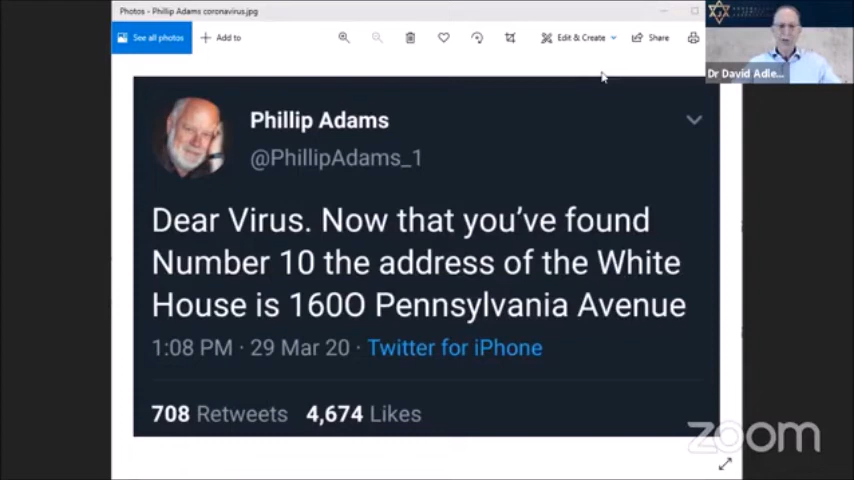 Photos - Phillip Adams coronavirus.jpg
See all photos
Add to
Edit & Create
Share
Dr David Adle...
Phillip Adams
@PhillipAdams_1
Dear Virus. Now that you've found
Number 10 the address of the White
House is 160O Pennsylvania Avenue
1:08 PM · 29 Mar 20 · Twitter for iPhone
708 Retweets 4,674 Likes
zoom